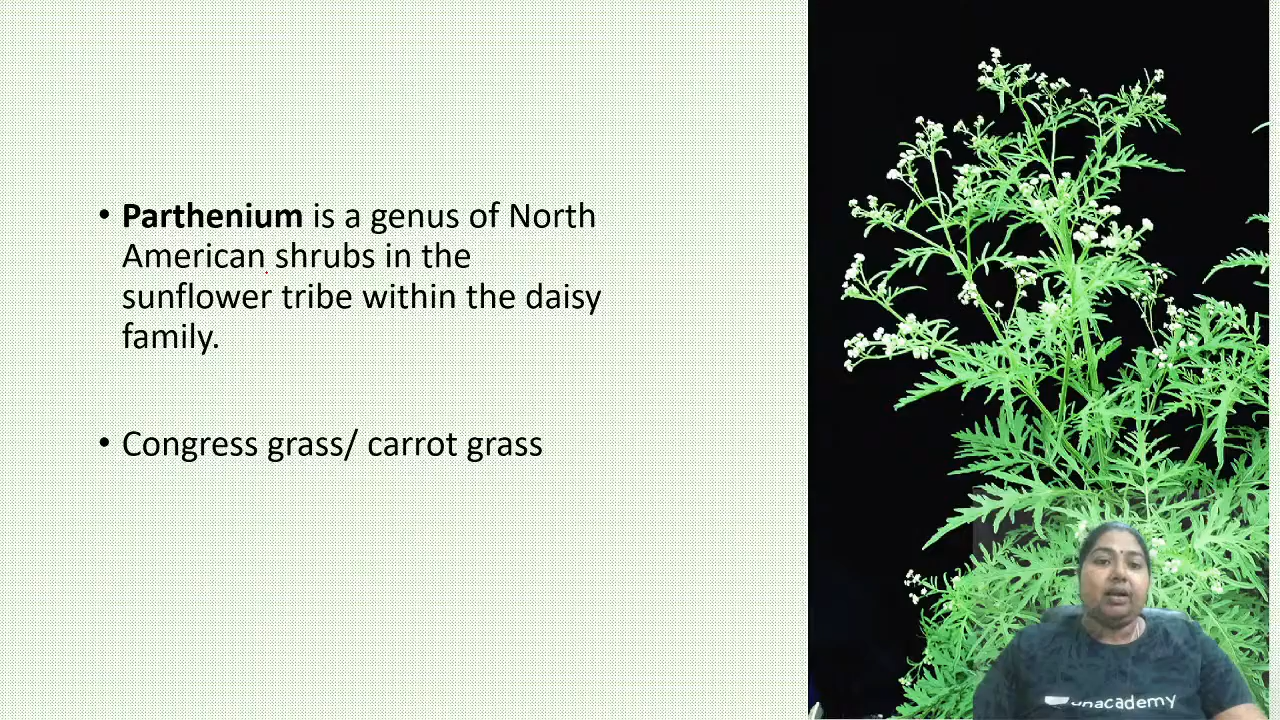 • Parthenium is a genus of North
American shrubs in the
sunflower tribe within the daisy
family.
• Congress grass/ carrot grass
unacademy